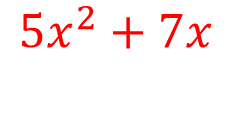 5x² + 7x